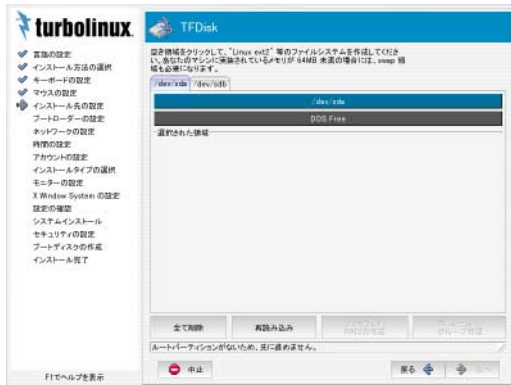 turbolinux.
TFDisk
言語の設定
インストール方法の選択
キーボードの設定
マウスの設定
インストール先の設定
ブートローダーの設定
ネットワークの設定
時間の設定
アカウントの設定
インストールタイプの選択
モニターの設定
X Window System の設定
設定の確認
システムインストール
セキュリティの設定
ブートディスクの作成
インストール完了
F1でヘルプを表示
空き領域をクリックして、"Linux ext2" 等のファイルシステムを作成してくださ
い。あなたのマシンに実装されているメモリが 64MB 未満の場合には、swap 領
域も必要になります。
/dev/sda /dev/sdb
/dev/sda
DOS Free
選択された領域
全て削除 再読み込み
ルートパーティションがないため、先に進めません。
中止 戻る